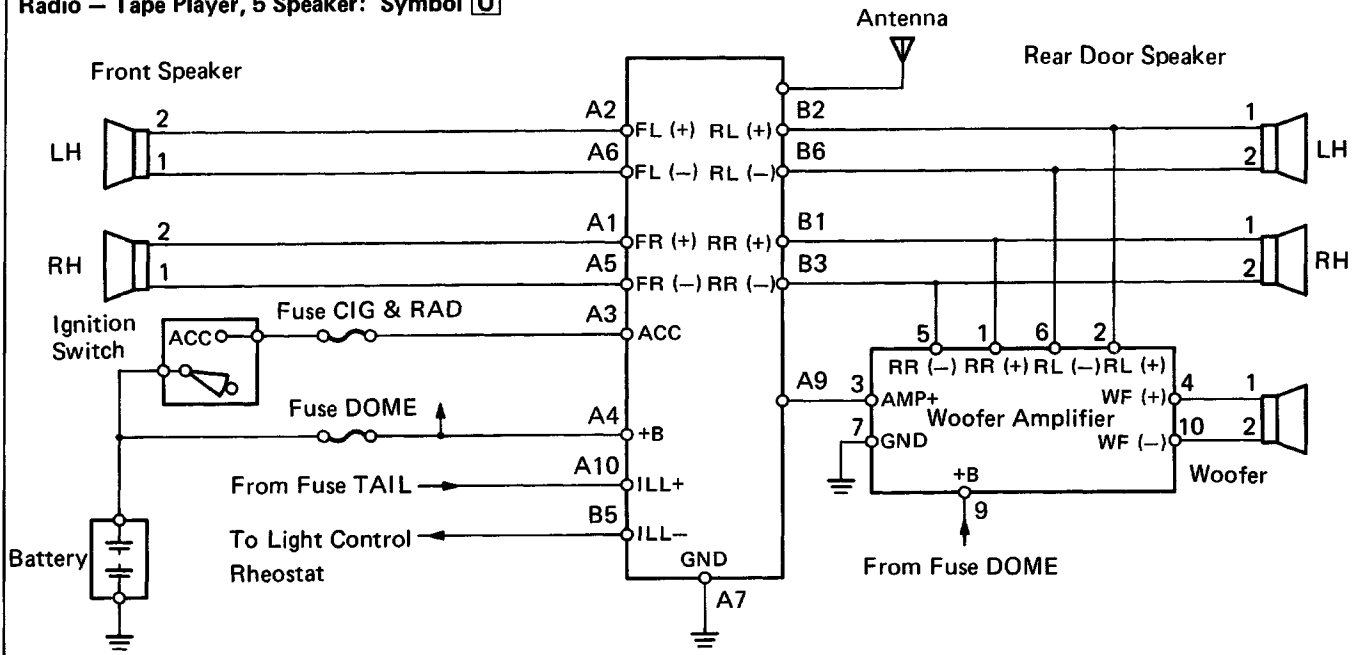 Radio — Tape Player, 5 Speaker: Symbol U
Antenna
Front Speaker
Rear Door Speaker
LH
2
1
A2
A6
FL (+) RL (+)
FL (−) RL (−)
B2
B6
1
2
LH
RH
2
1
A1
A5
FR (+) RR (+)
FR (−) RR (−)
B1
B3
1
2
RH
Ignition
Switch
ACC
Fuse CIG & RAD
A3
ACC
Fuse DOME
A4
+B
From Fuse TAIL
A10
ILL+
To Light Control
Rheostat
B5
ILL−
Battery
GND
A7
A9
5 1 6 2
RR (−) RR (+) RL (−) RL (+)
3
AMP+
Woofer Amplifier
7
GND
WF (+)
4
WF (−)
10
1
2
Woofer
+B
9
From Fuse DOME